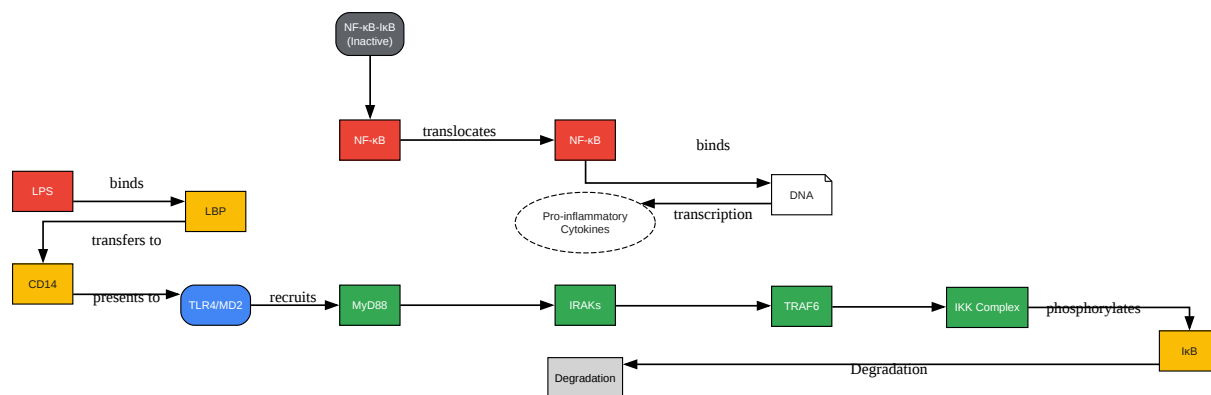 NF-κB-IκB
(Inactive)
NF-κB
translocates
NF-κB
binds
LPS
binds
LBP
DNA
transcription
Pro-inflammatory
Cytokines
transfers to
CD14
presents to
TLR4/MD2
recruits
MyD88
IRAKs
TRAF6
IKK Complex
phosphorylates
IκB
Degradation
Degradation